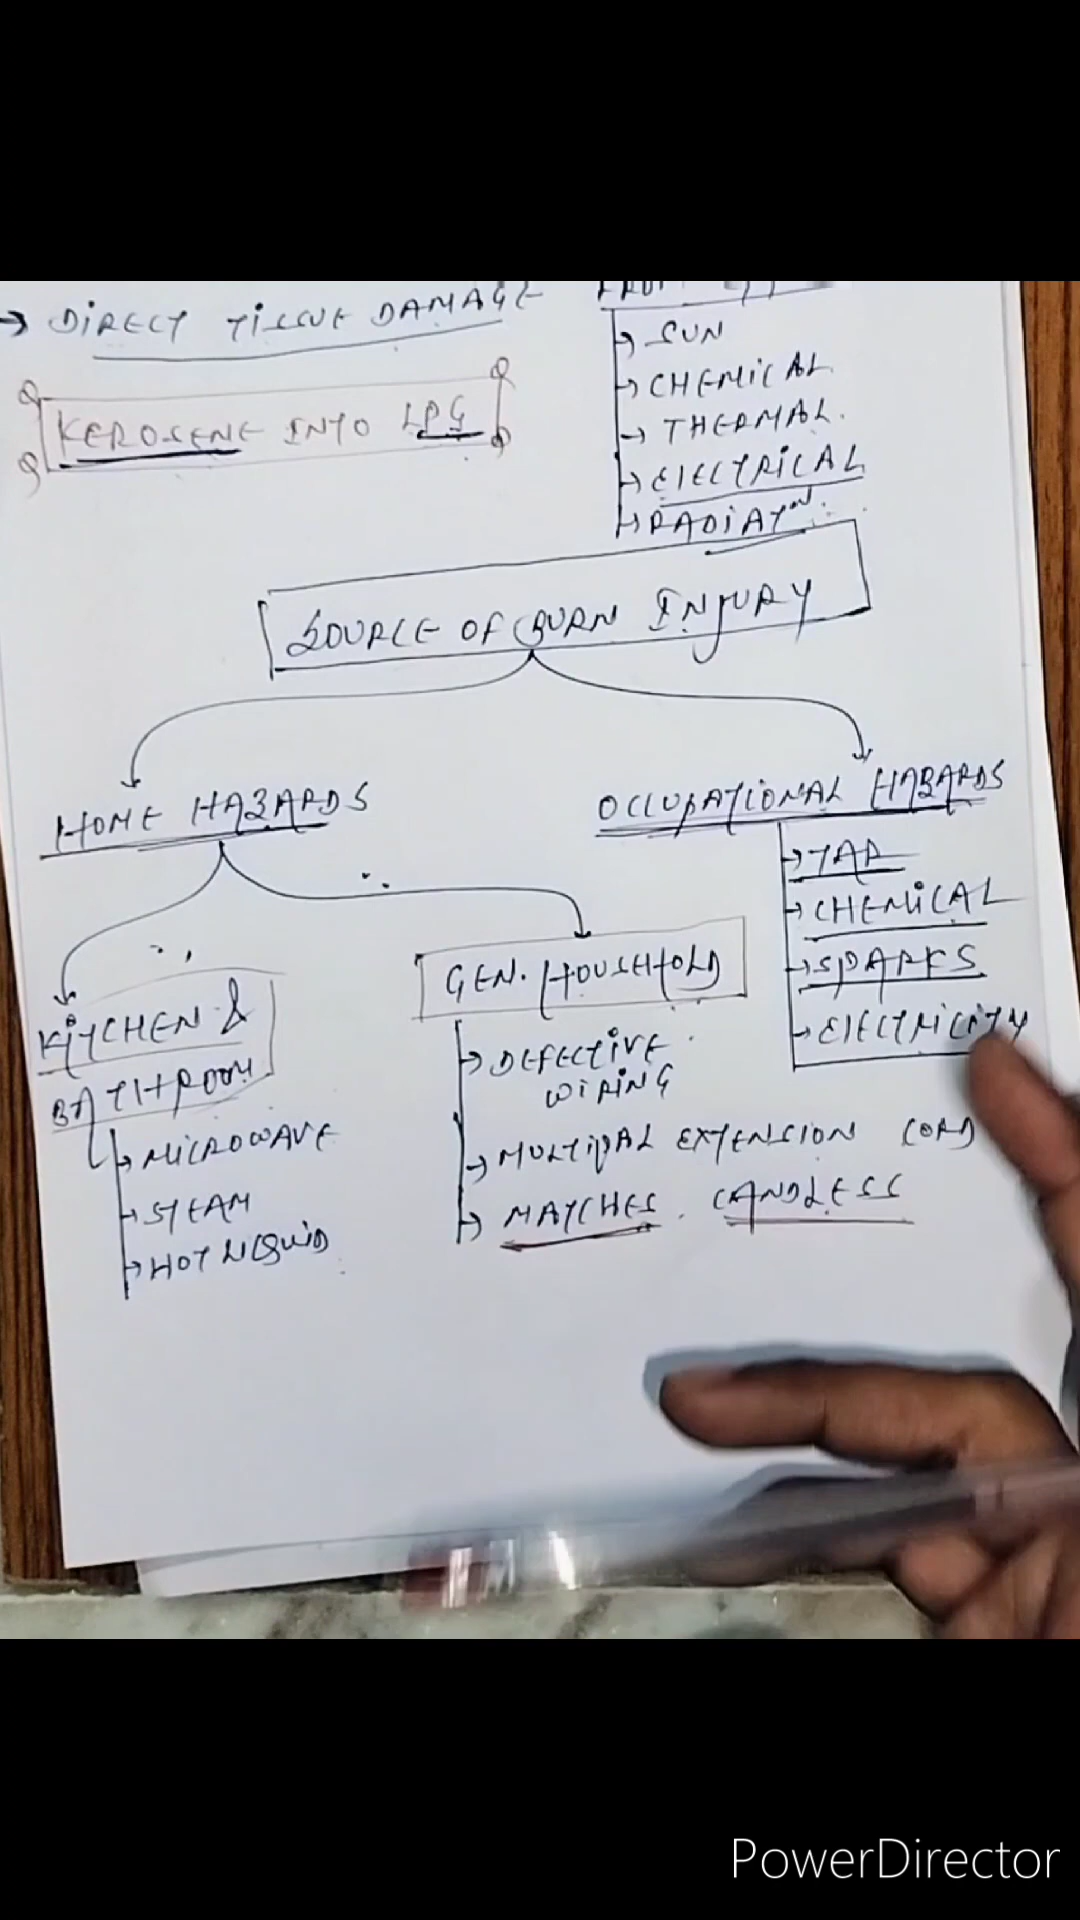 → DIRECT TISSUE DAMAGE
KEROSENE INTO LPG
→ SUN
→ CHEMICAL
→ THERMAL.
→ ELECTRICAL
→ RADIATⁿ.
SOURCE OF BURN INJURY
HOME HAZARDS
OCCUPATIONAL HAZARDS
→ TAR
→ CHEMICAL
→ SPARKS
→ ELECTRICITY
KITCHEN &
BATHROOM
→ MICROWAVE
→ STEAM
→ HOT LIQUID
GEN. HOUSEHOLD
→ DEFECTIVE
WIRING
→ MULTIPAL EXTENSION CORD
→ MATCHES. CANDLESS
PowerDirector